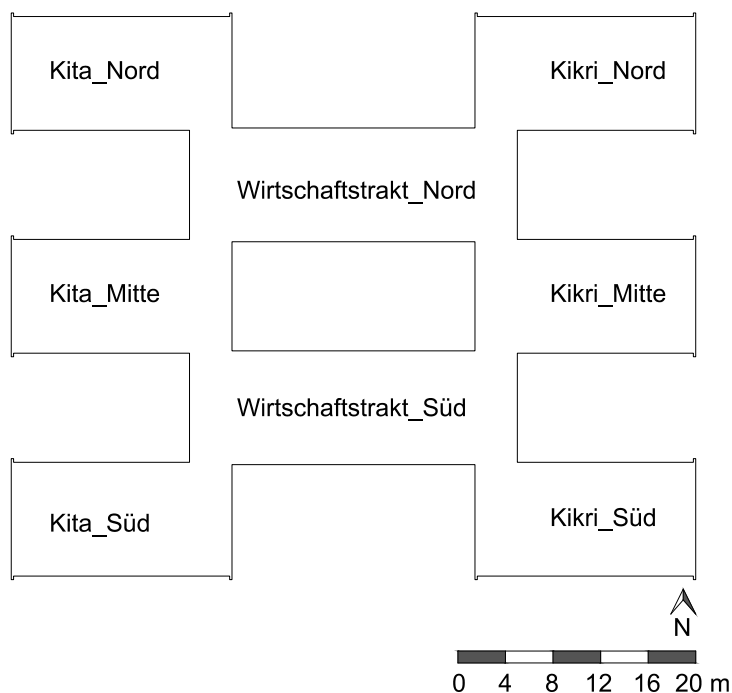 Kita_Nord
Kikri_Nord
Wirtschaftstrakt_Nord
Kita_Mitte
Kikri_Mitte
Wirtschaftstrakt_Süd
Kita_Süd
Kikri_Süd
N
0 4 8 12 16 20 m